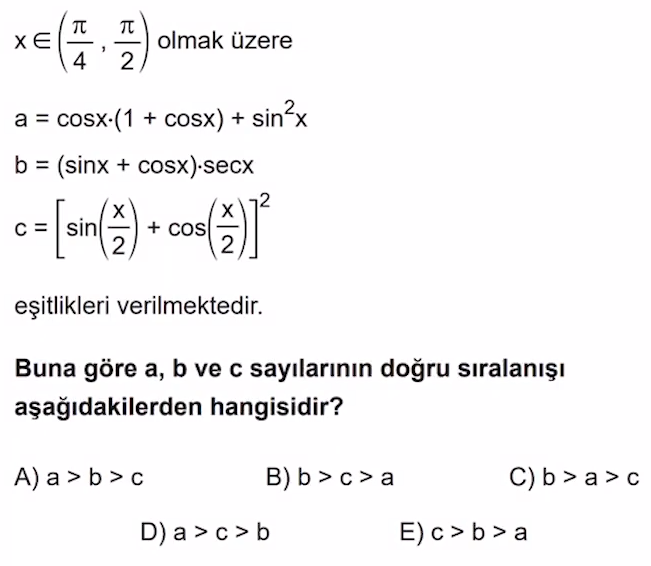 x ∈ (π/4 , π/2) olmak üzere
a = cosx·(1 + cosx) + sin²x
b = (sinx + cosx)·secx
c = [sin(x/2) + cos(x/2)]²
eşitlikleri verilmektedir.
Buna göre a, b ve c sayılarının doğru sıralanışı
aşağıdakilerden hangisidir?
A) a > b > c B) b > c > a C) b > a > c
D) a > c > b E) c > b > a